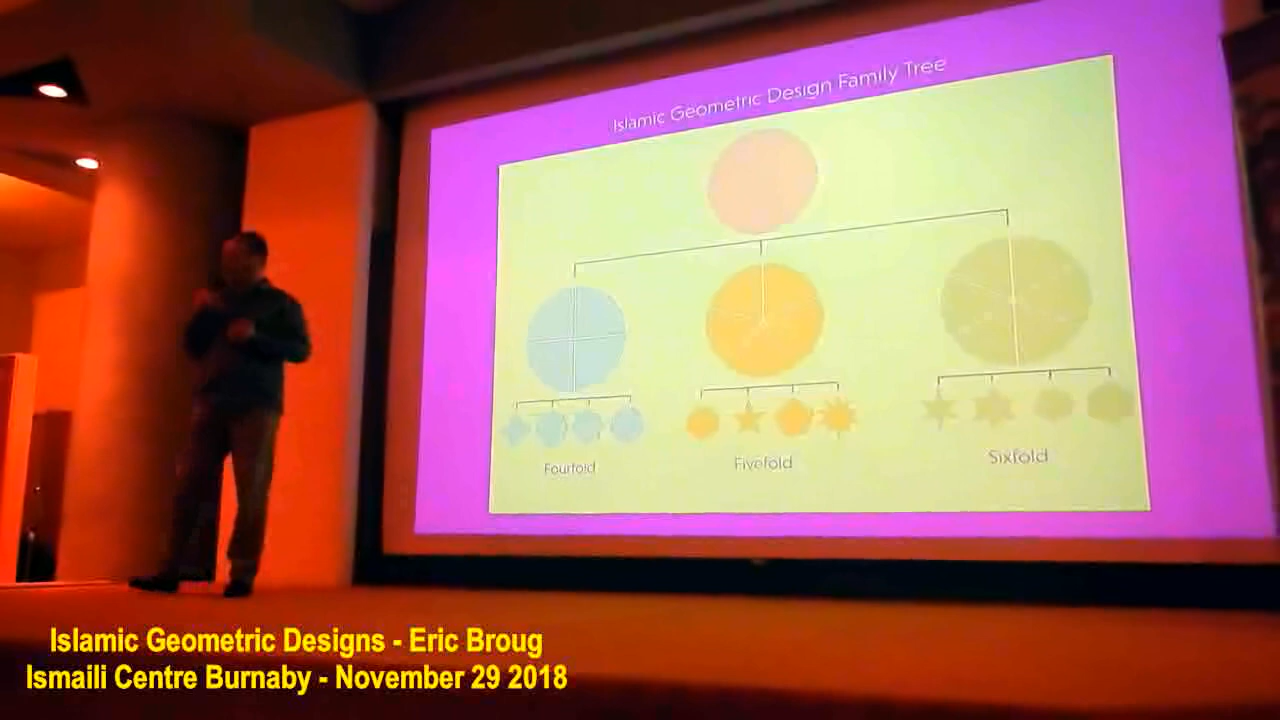 Islamic Geometric Design Family Tree
Fourfold
Fivefold
Sixfold
Islamic Geometric Designs - Eric Broug
Ismaili Centre Burnaby - November 29 2018